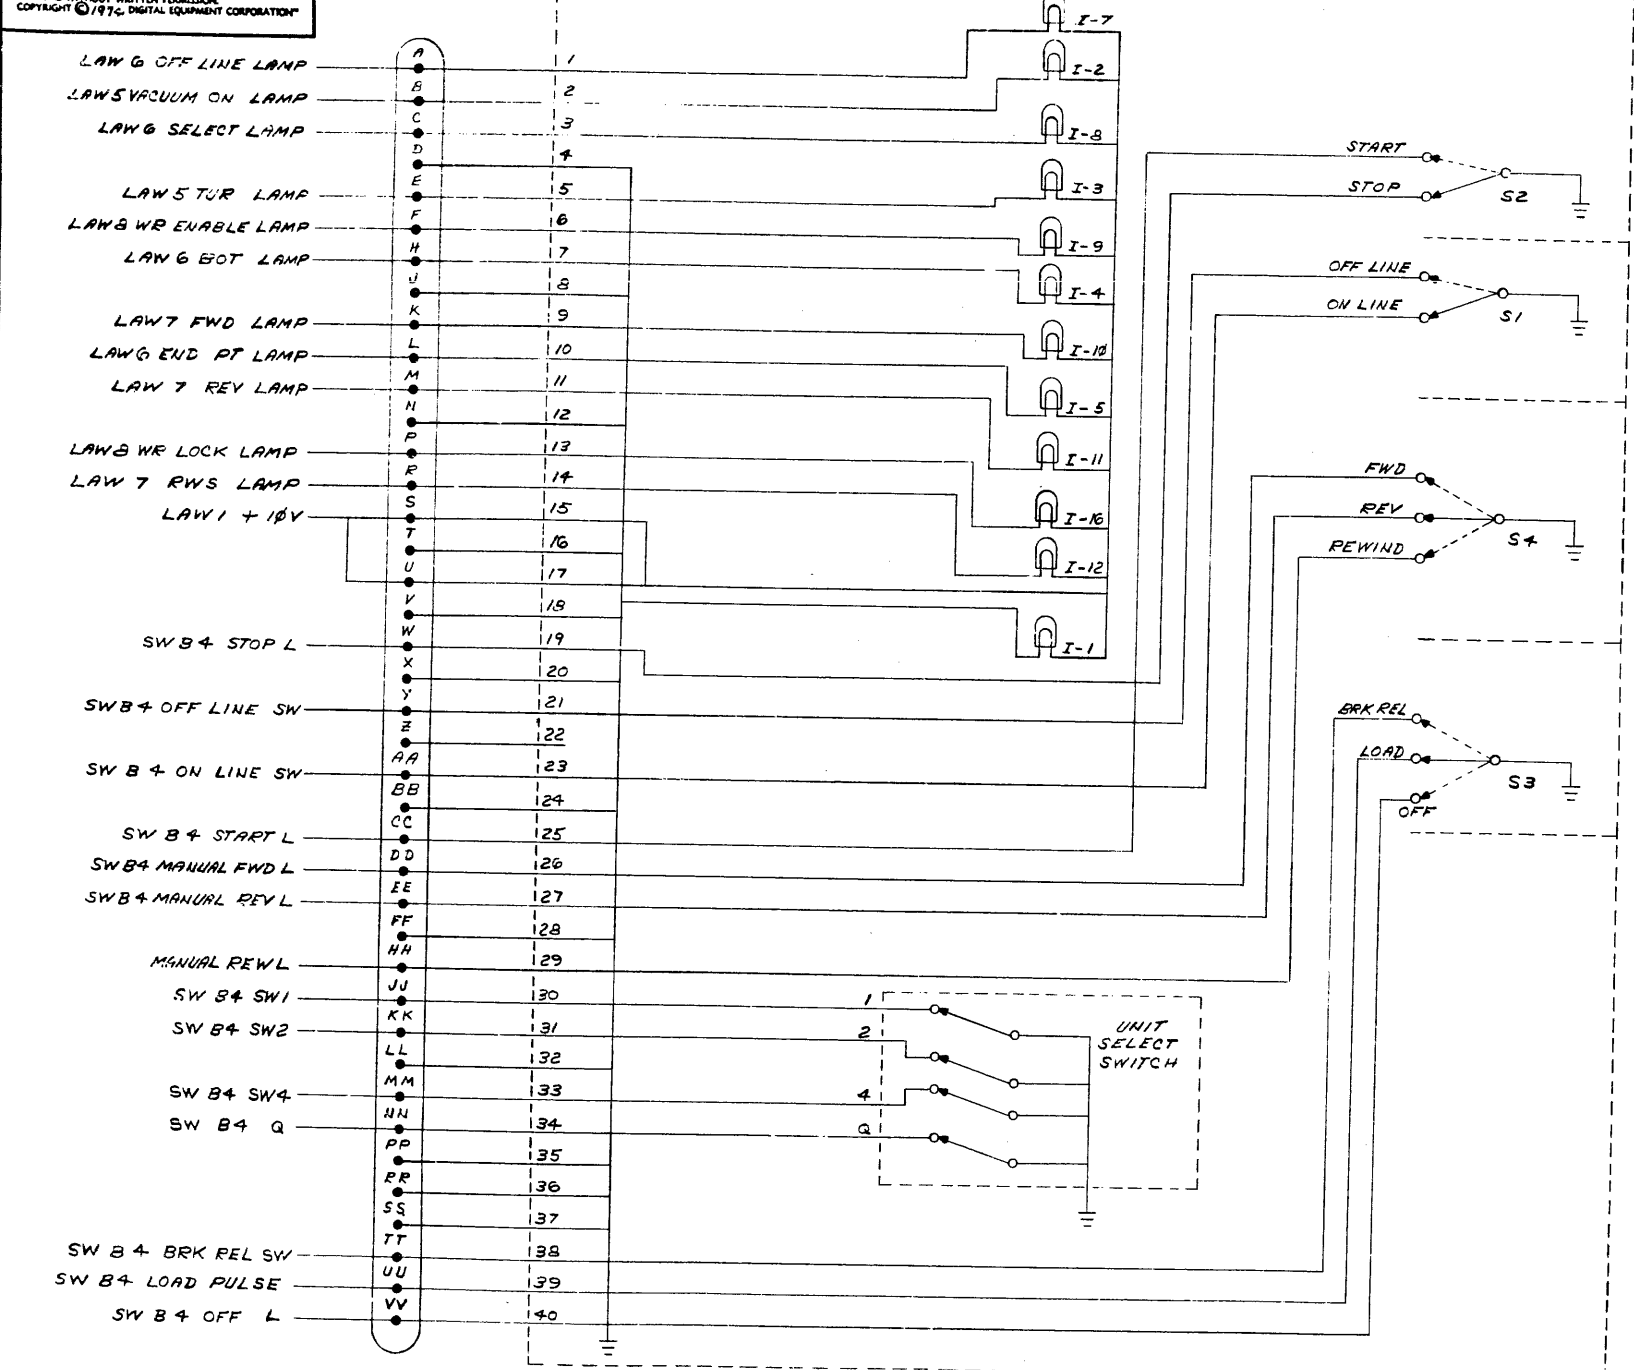 COPYRIGHT © 1974, DIGITAL EQUIPMENT CORPORATION"
LAW 6 OFF LINE LAMP A 1 I-7
LAW 5 VACUUM ON LAMP B 2 I-2
LAW 6 SELECT LAMP C 3 I-8
D 4
LAW 5 TUR LAMP E 5 I-3
LAW 8 WR ENABLE LAMP F 6 I-9
LAW 6 BOT LAMP H 7 I-4
J 8
LAW 7 FWD LAMP K 9 I-10
LAW 6 END PT LAMP L 10 I-5
LAW 7 REV LAMP M 11 I-11
N 12
LAW 8 WR LOCK LAMP P 13 I-16
LAW 7 RWS LAMP R 14 I-12
LAW 1 + 1øV S 15
T 16
U 17
V 18 I-1
SW B4 STOP L W 19
X 20
SW B4 OFF LINE SW Y 21
Z 22
SW B4 ON LINE SW AA 23
BB 24
SW B4 START L CC 25
SW B4 MANUAL FWD L DD 26
SW B4 MANUAL REV L EE 27
FF 28
MANUAL REW L HH 29
SW B4 SW1 JJ 30 1
SW B4 SW2 KK 31 2
LL 32
SW B4 SW4 MM 33 4
SW B4 Q NN 34 Q
PP 35
RR 36
SS 37
SW B4 BRK REL SW TT 38
SW B4 LOAD PULSE UU 39
SW B4 OFF L VV 40
START
STOP
S2
OFF LINE
ON LINE
S1
FWD
REV
REWIND
S4
BRK REL
LOAD
OFF
S3
UNIT
SELECT
SWITCH